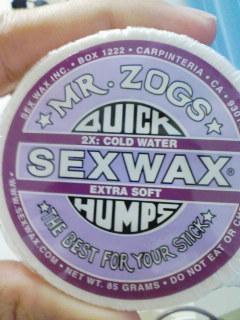 SEX WAX INC. • BOX 1222 • CARPINTERIA • CA • 930
★ MR. ZOGS ★
QUICK
2X: COLD WATER
SEXWAX®
EXTRA SOFT
HUMPS
★ THE BEST FOR YOUR STICK ★
• WWW.SEXWAX.COM • NET WT. 85 GRAMS • DO NOT EAT OR